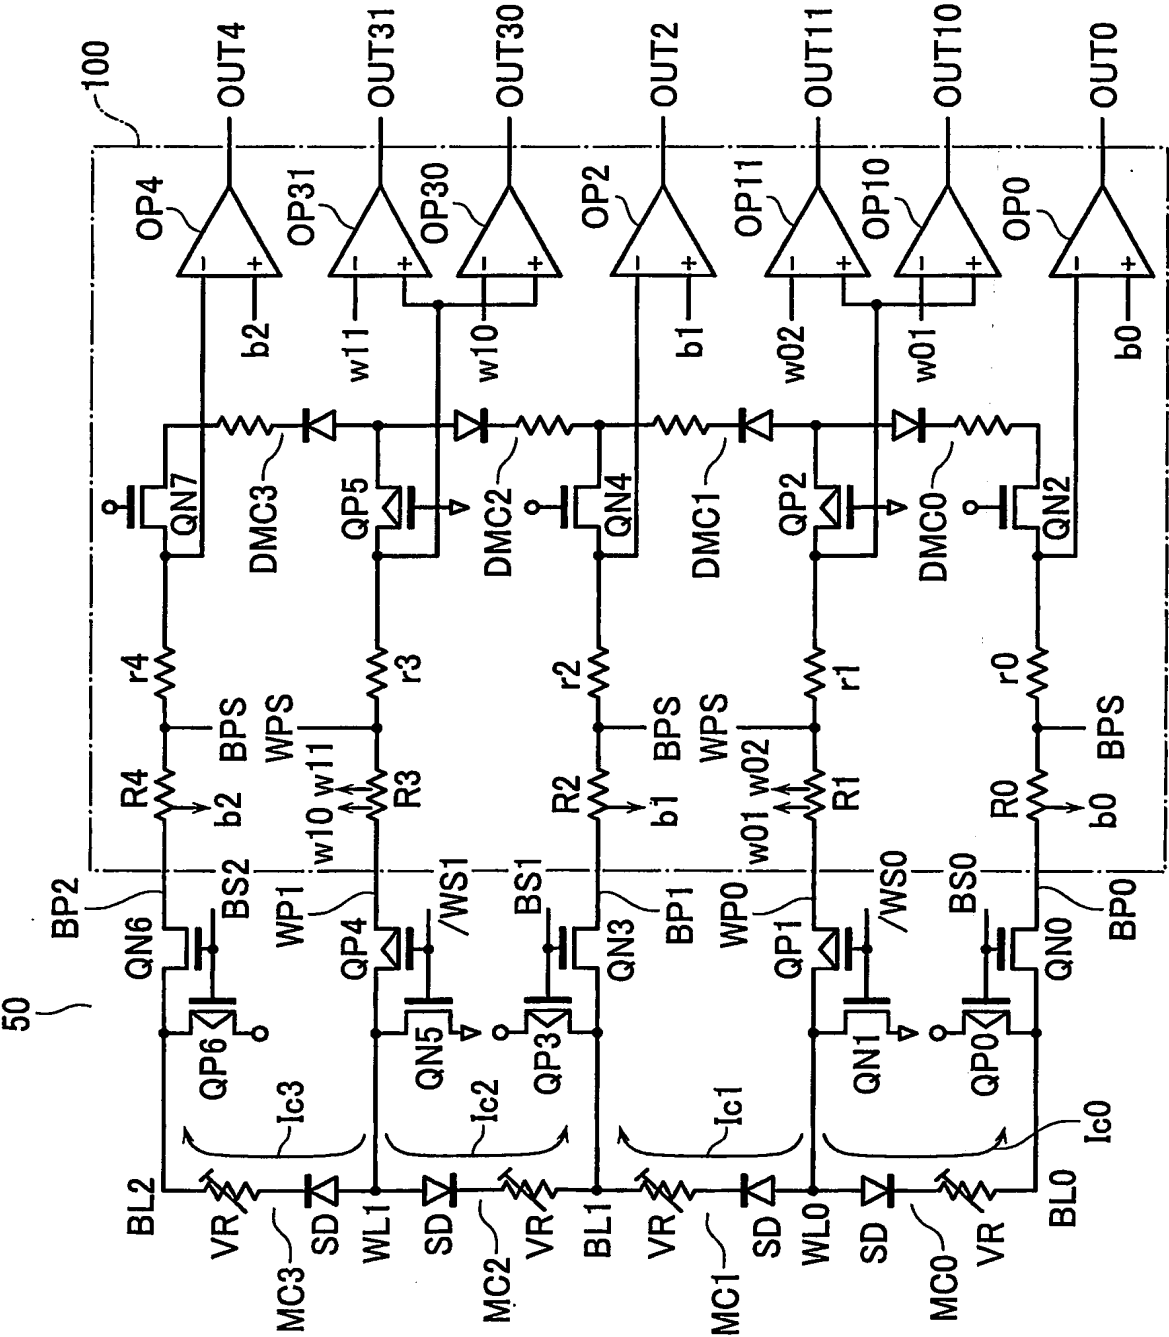 100
OUT4
OUT31
OUT30
OUT2
OUT11
OUT10
OUT0
OP4
OP31
OP30
OP2
OP11
OP10
OP0
- +
- +
- +
- +
- +
- +
- +
b2
w11
w10
b1
w02
w01
b0
QN7
DMC3
QP5
DMC2
QN4
DMC1
QP2
DMC0
QN2
r4
r3
r2
r1
r0
BPS
WPS
BPS
WPS
BPS
R4
b2
w10
w11
R3
R2
b1
w01
w02
R1
R0
b0
BP2
BS2
WP1
/WS1
BS1
BP1
WP0
/WS0
BS0
BP0
50
QN6
QP6
QP4
QN5
QP3
QN3
QP1
QN1
QP0
QN0
Ic3
Ic2
Ic1
Ic0
BL2
VR
SD
WL1
SD
VR
BL1
VR
SD
WL0
SD
VR
BL0
MC3
MC2
MC1
MC0